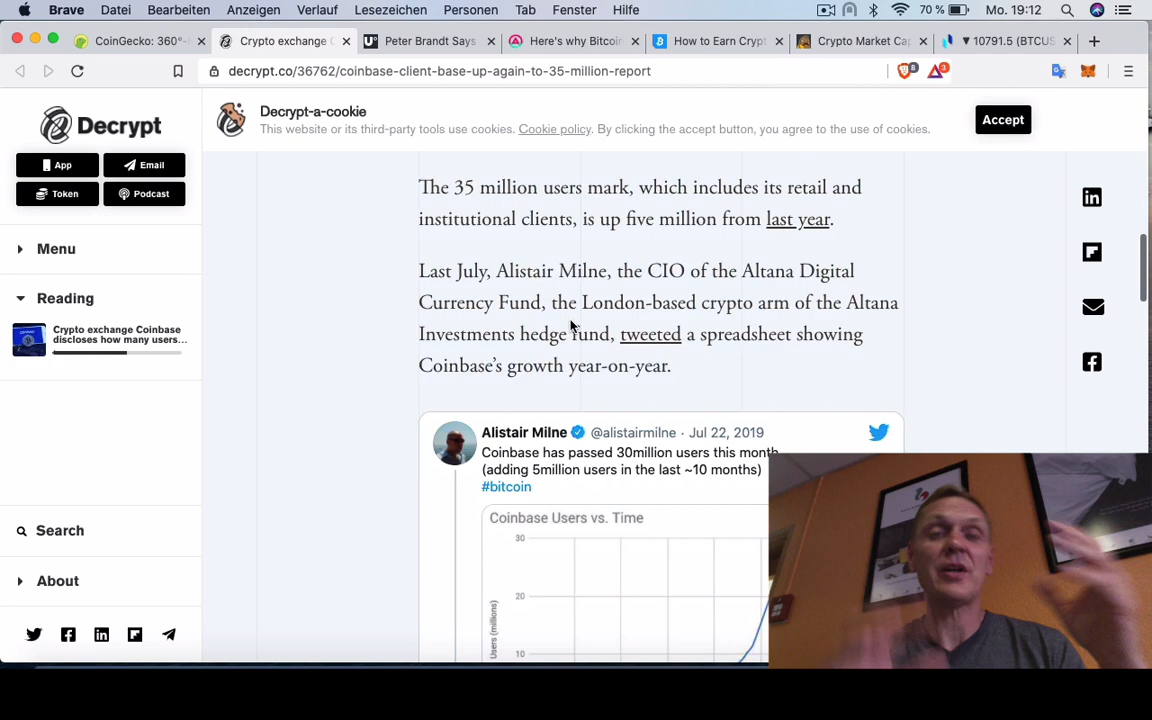 Brave Datei Bearbeiten Anzeigen Verlauf Lesezeichen Personen Tab Fenster Hilfe 70 % Mo. 19:12
CoinGecko: 360°- Crypto exchange Peter Brandt Says Here's why Bitcoin How to Earn Crypt Crypto Market Cap ▼ 10791.5 (BTCUS
decrypt.co/36762/coinbase-client-base-up-again-to-35-million-report 8 3
Decrypt
App Email
Token Podcast
Menu
Reading
Crypto exchange Coinbase
discloses how many users...
Search
About
Decrypt-a-cookie
This website or its third-party tools use cookies. Cookie policy. By clicking the accept button, you agree to the use of cookies.
Accept
The 35 million users mark, which includes its retail and
institutional clients, is up five million from last year.
Last July, Alistair Milne, the CIO of the Altana Digital
Currency Fund, the London-based crypto arm of the Altana
Investments hedge fund, tweeted a spreadsheet showing
Coinbase’s growth year-on-year.
Alistair Milne @alistairmilne · Jul 22, 2019
Coinbase has passed 30million users this month
(adding 5million users in the last ~10 months)
#bitcoin
Coinbase Users vs. Time
30
20
10
Users (millions)